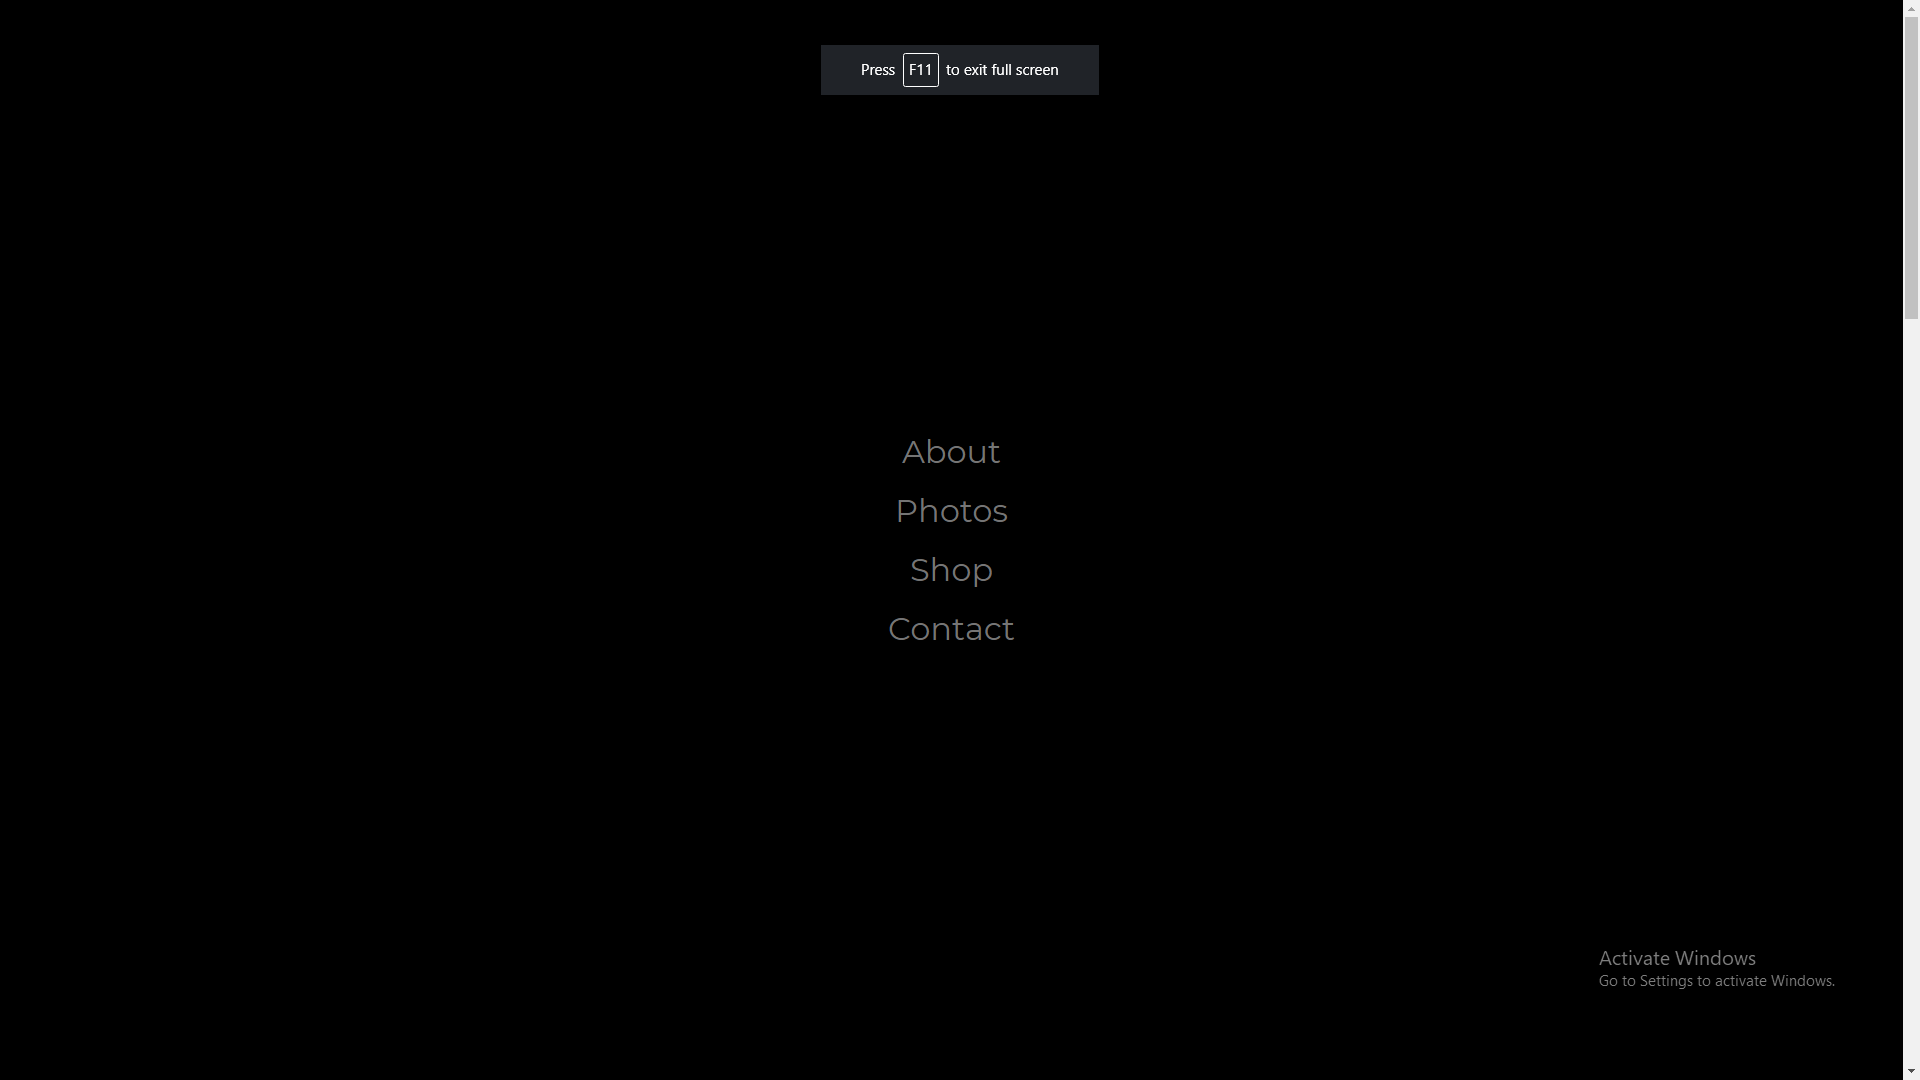 Press F11 to exit full screen
About
Photos
Shop
Contact
Activate Windows
Go to Settings to activate Windows.